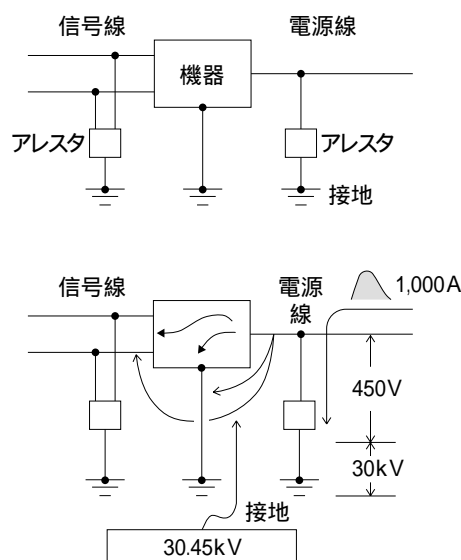 信号線
電源線
機器
アレスタ
アレスタ
接地
信号線
電源
線
1,000A
450V
30kV
接地
30.45kV